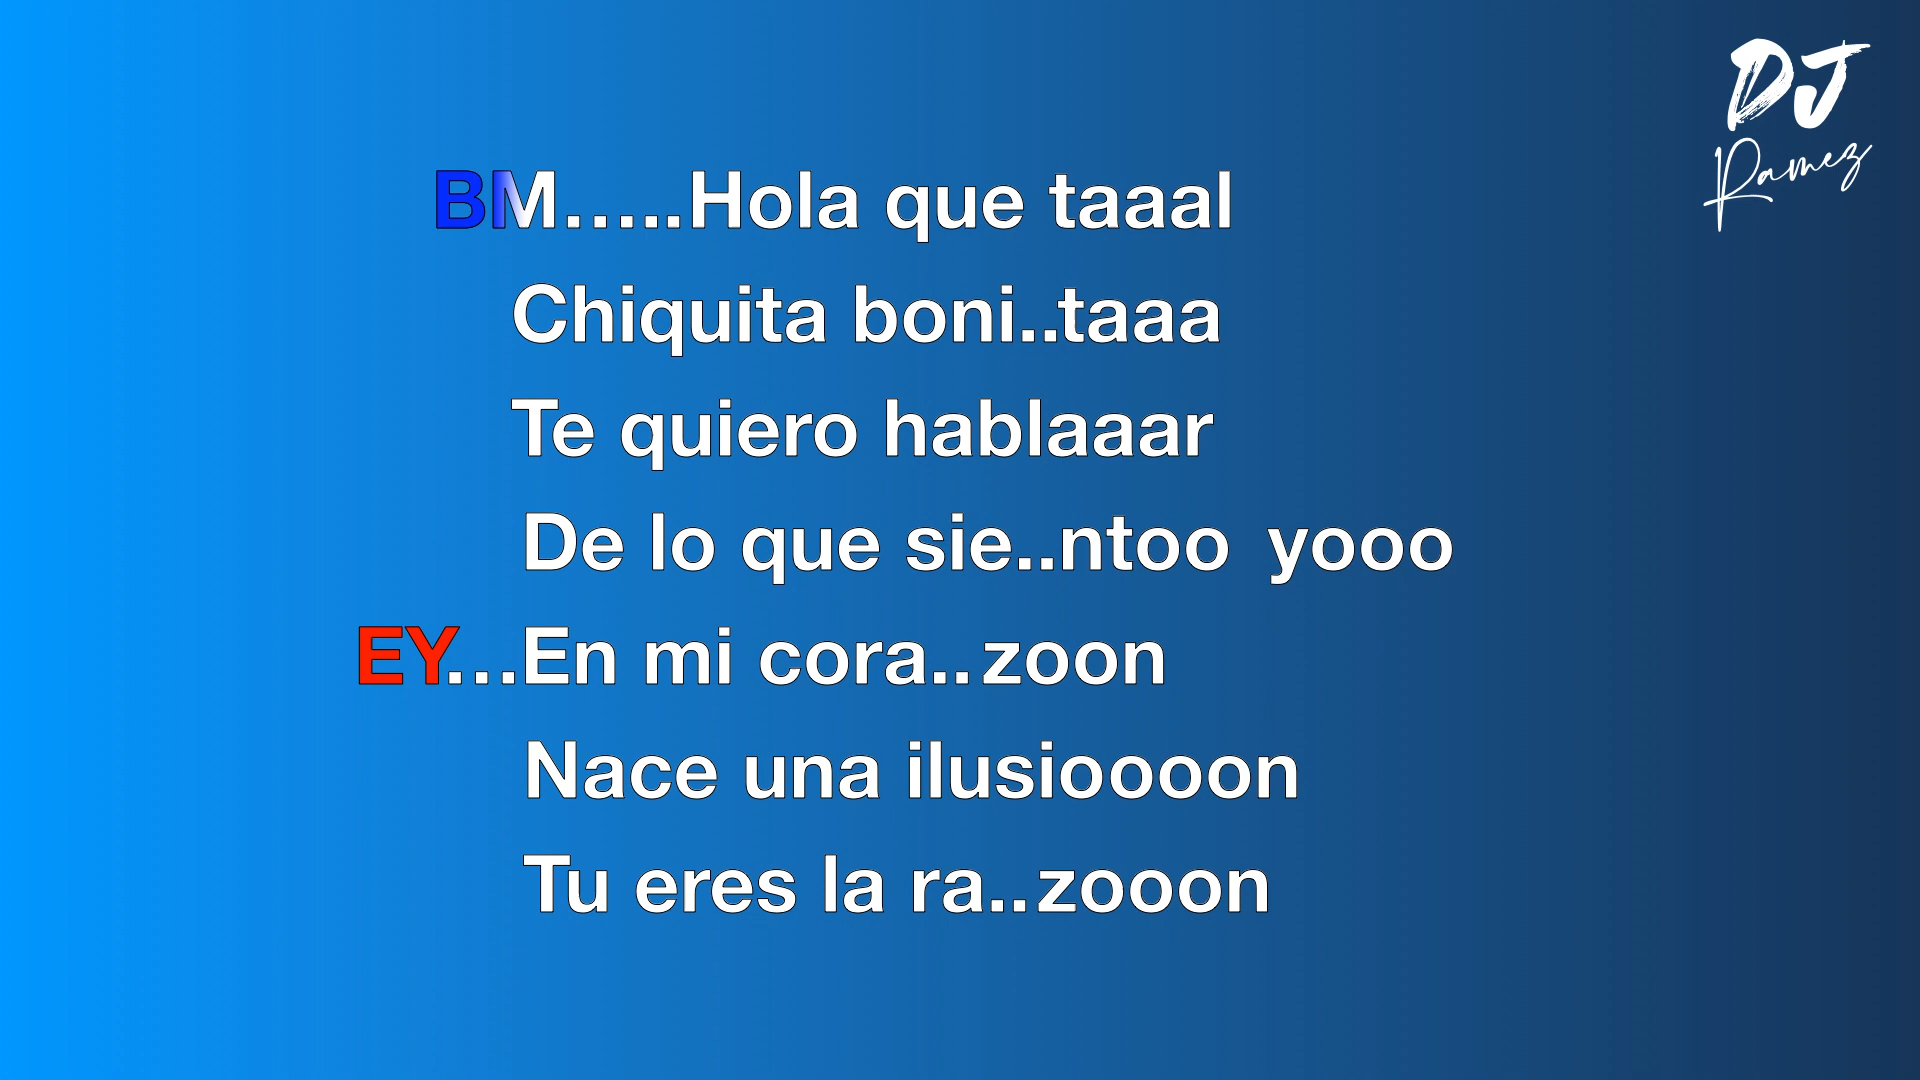 DJ
Ramez
BM…..Hola que taaal
Chiquita boni..taaa
Te quiero hablaaar
De lo que sie..ntoo yooo
EY…En mi cora..zoon
Nace una ilusioooon
Tu eres la ra..zooon